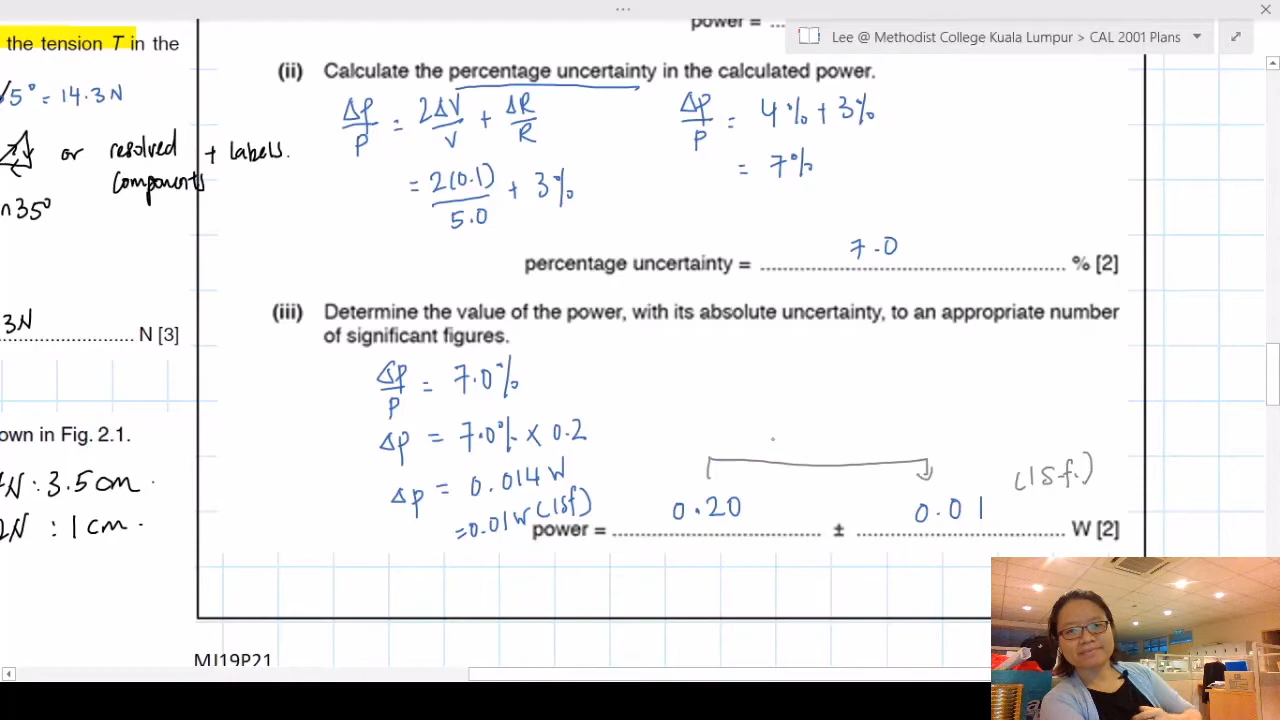 power = ...
Lee @ Methodist College Kuala Lumpur > CAL 2001 Plans
the tension T in the
5° = 14.3N
or resolved components + labels.
n 35°
3N
N [3]
own in Fig. 2.1.
N : 3.5cm
2N : 1 cm
(ii) Calculate the percentage uncertainty in the calculated power.
ΔP/P = 2ΔV/V + ΔR/R
= 2(0.1)/5.0 + 3%
ΔP/P = 4% + 3%
= 7%
7.0
percentage uncertainty = ........ % [2]
(iii) Determine the value of the power, with its absolute uncertainty, to an appropriate number
of significant figures.
ΔP/P = 7.0%
ΔP = 7.0% × 0.2
ΔP = 0.014 W
= 0.01 W (1sf)
(1 s.f.)
0.20 0.01
power = ........ ± ........ W [2]
MJ19P21